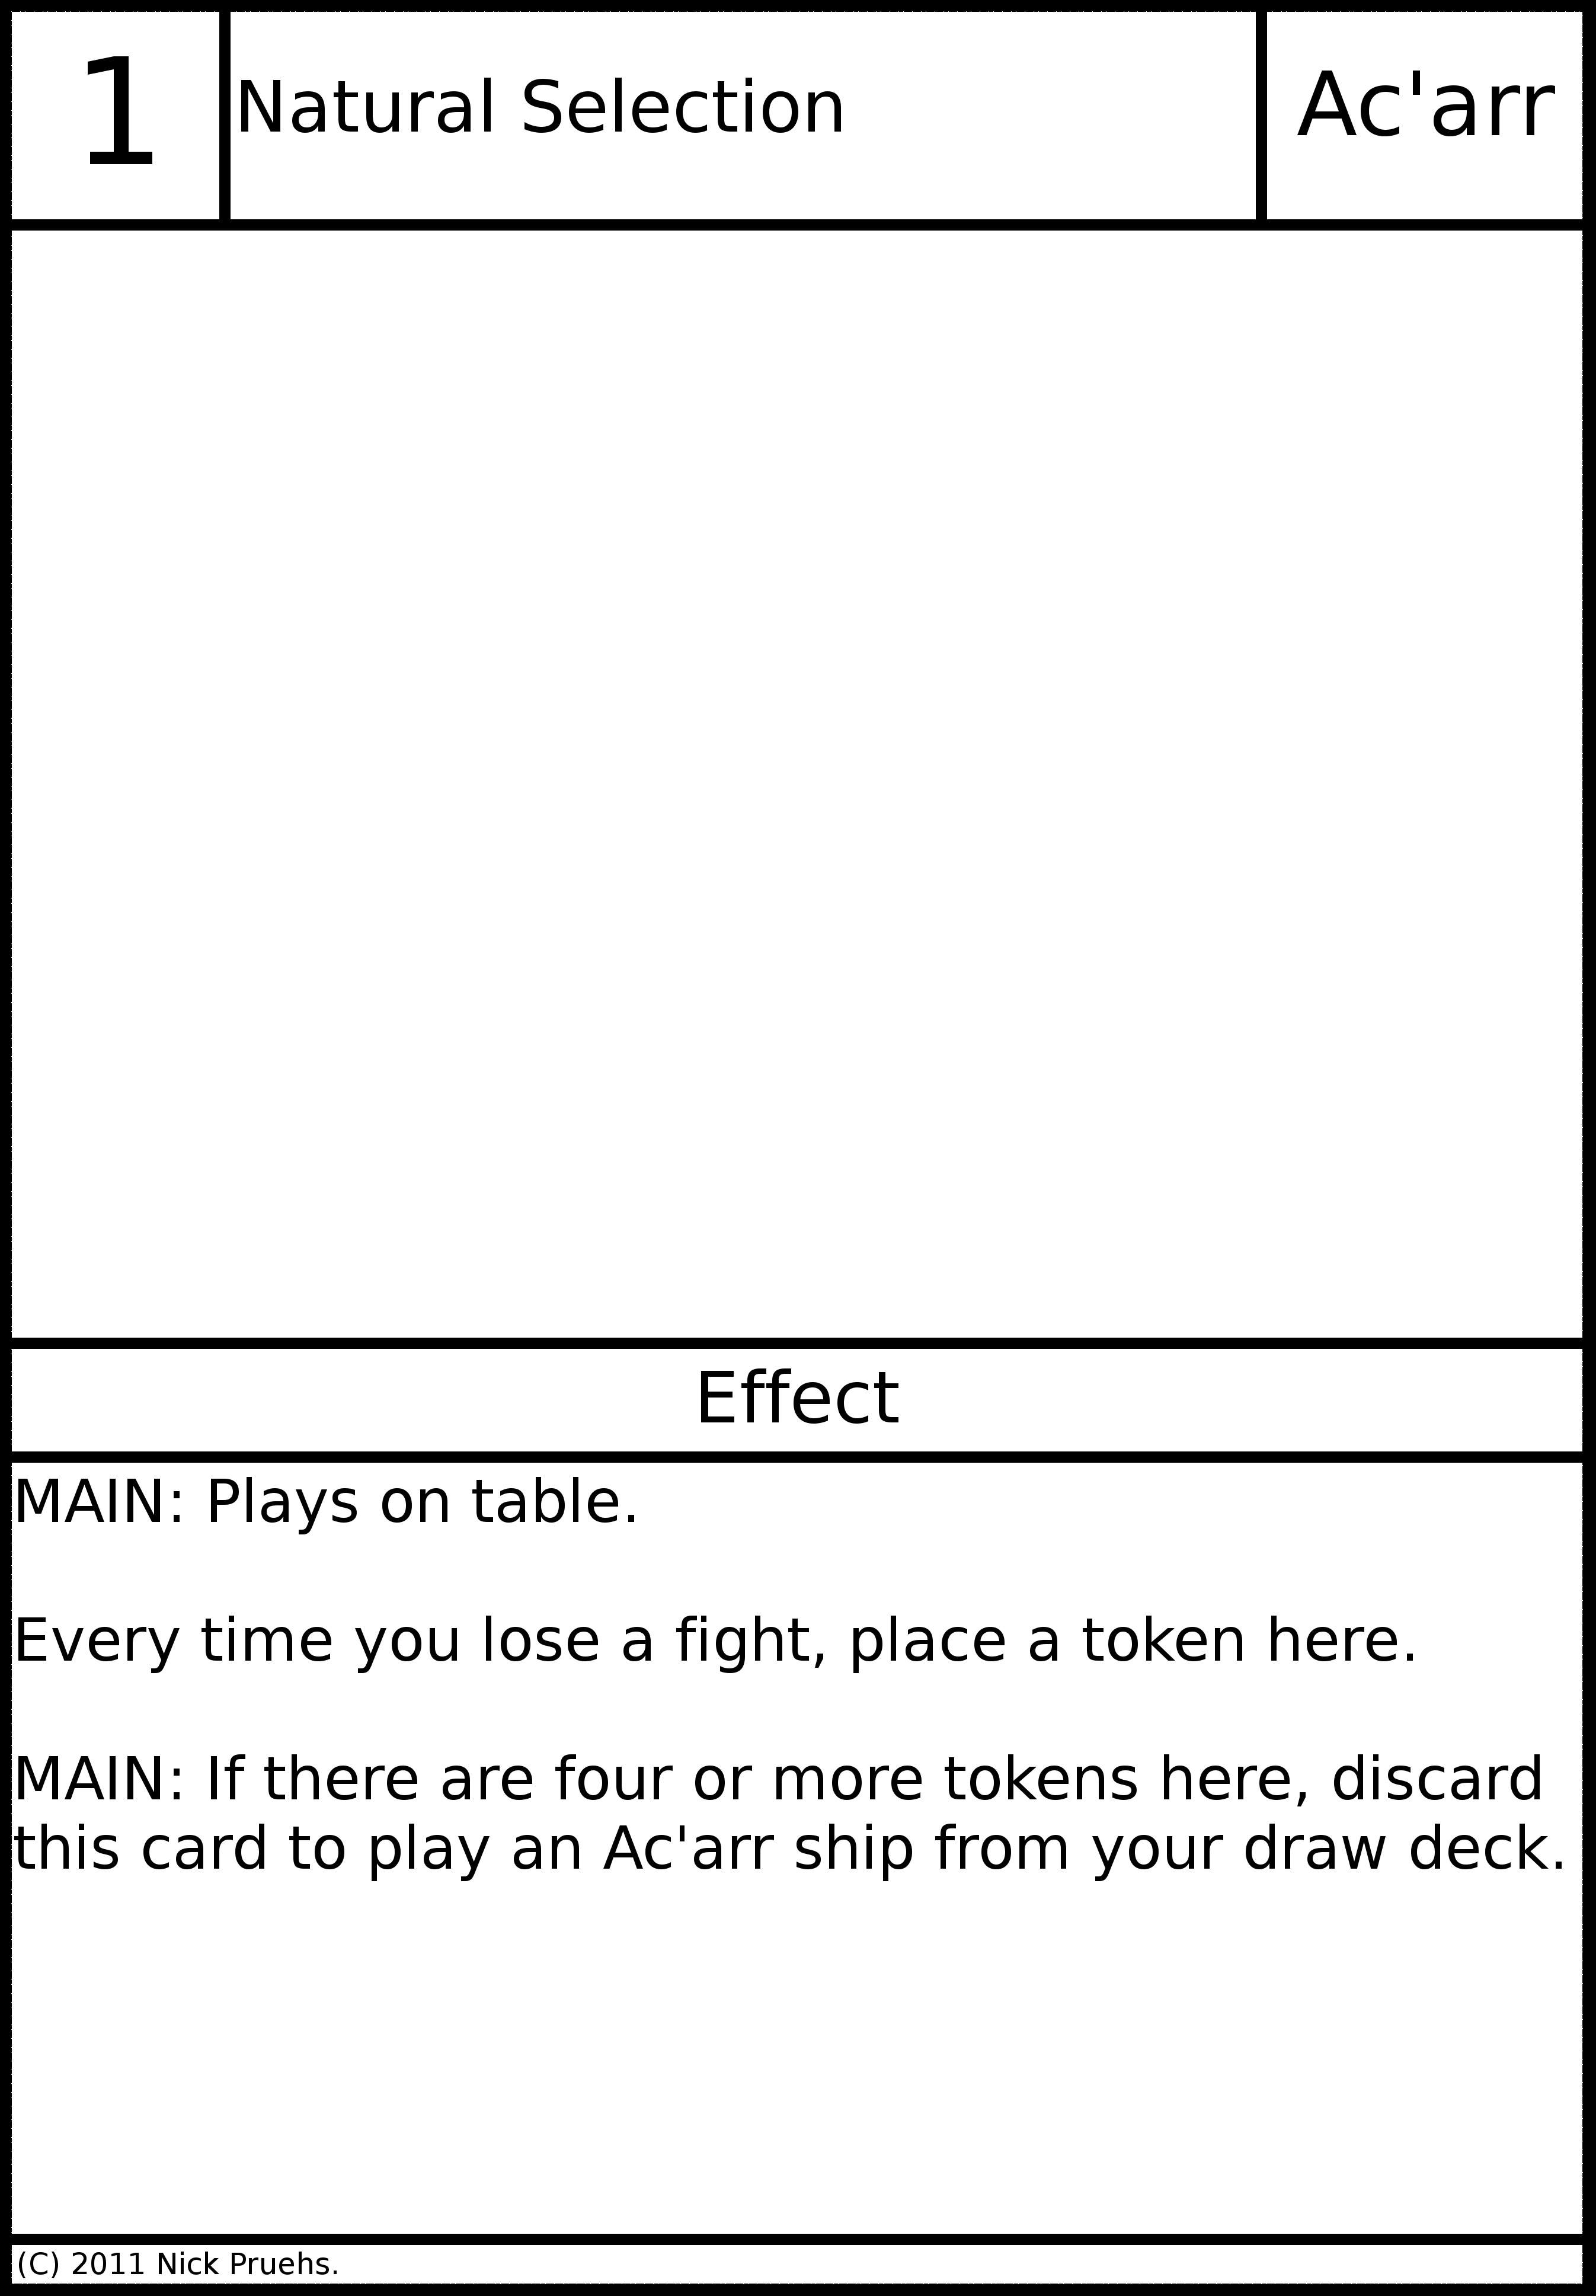 1
Natural Selection
Ac'arr
Effect
MAIN: Plays on table.
Every time you lose a fight, place a token here.
MAIN: If there are four or more tokens here, discard
this card to play an Ac'arr ship from your draw deck.
(C) 2011 Nick Pruehs.